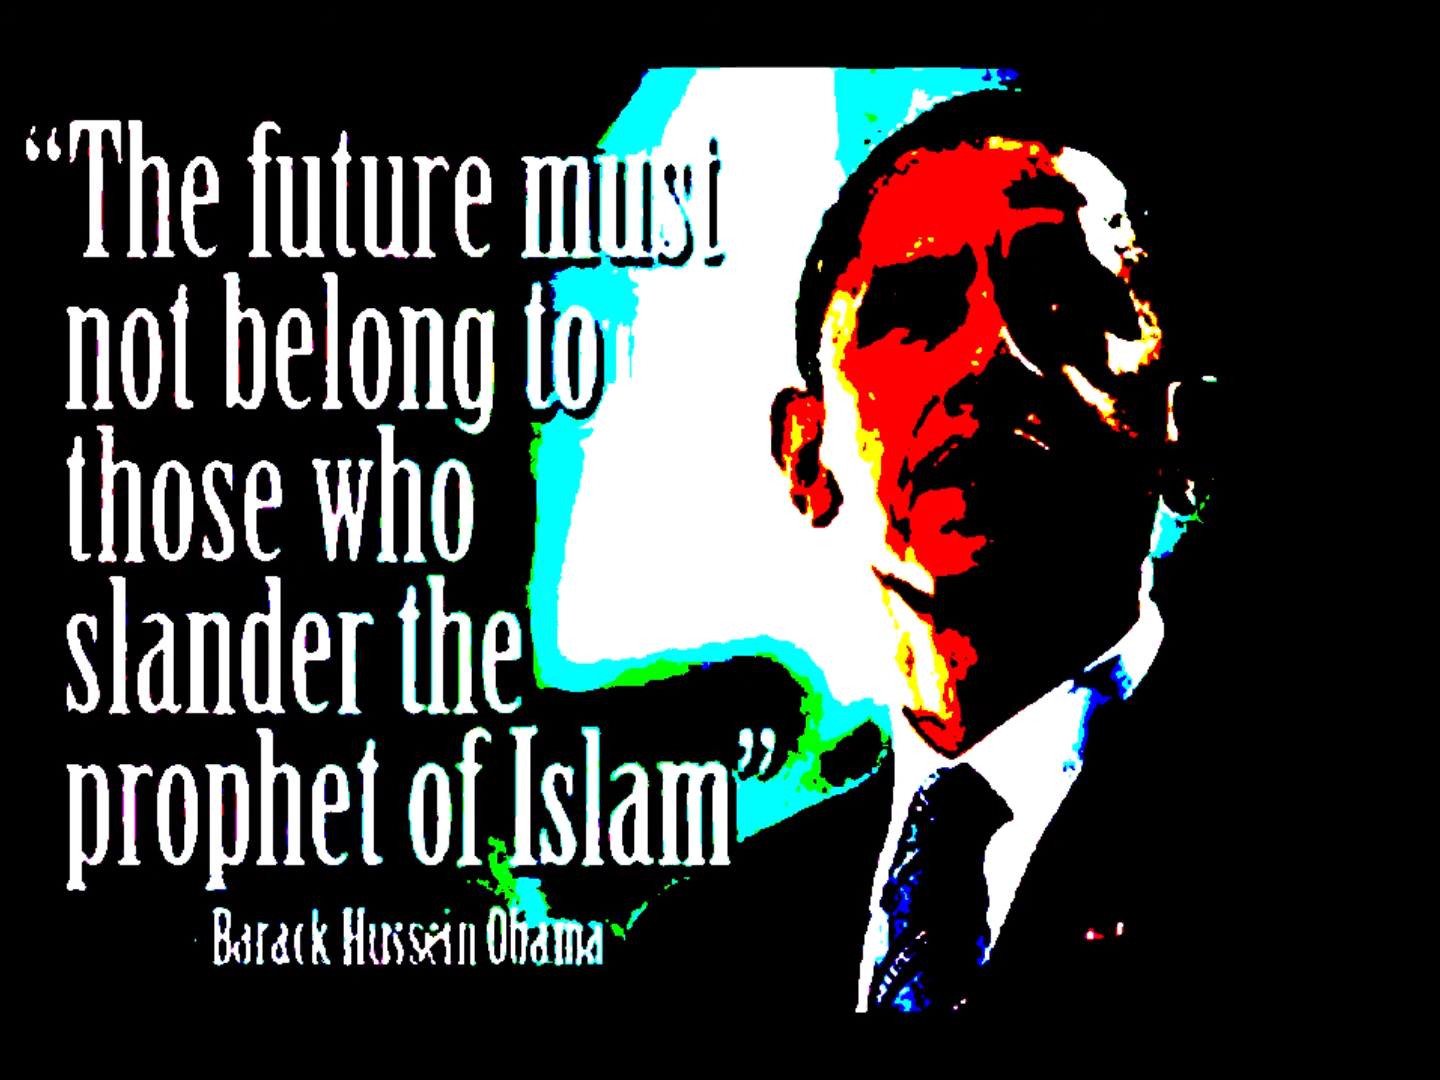 “The future must
not belong to
those who
slander the
prophet of Islam”
Barack Hussein Obama